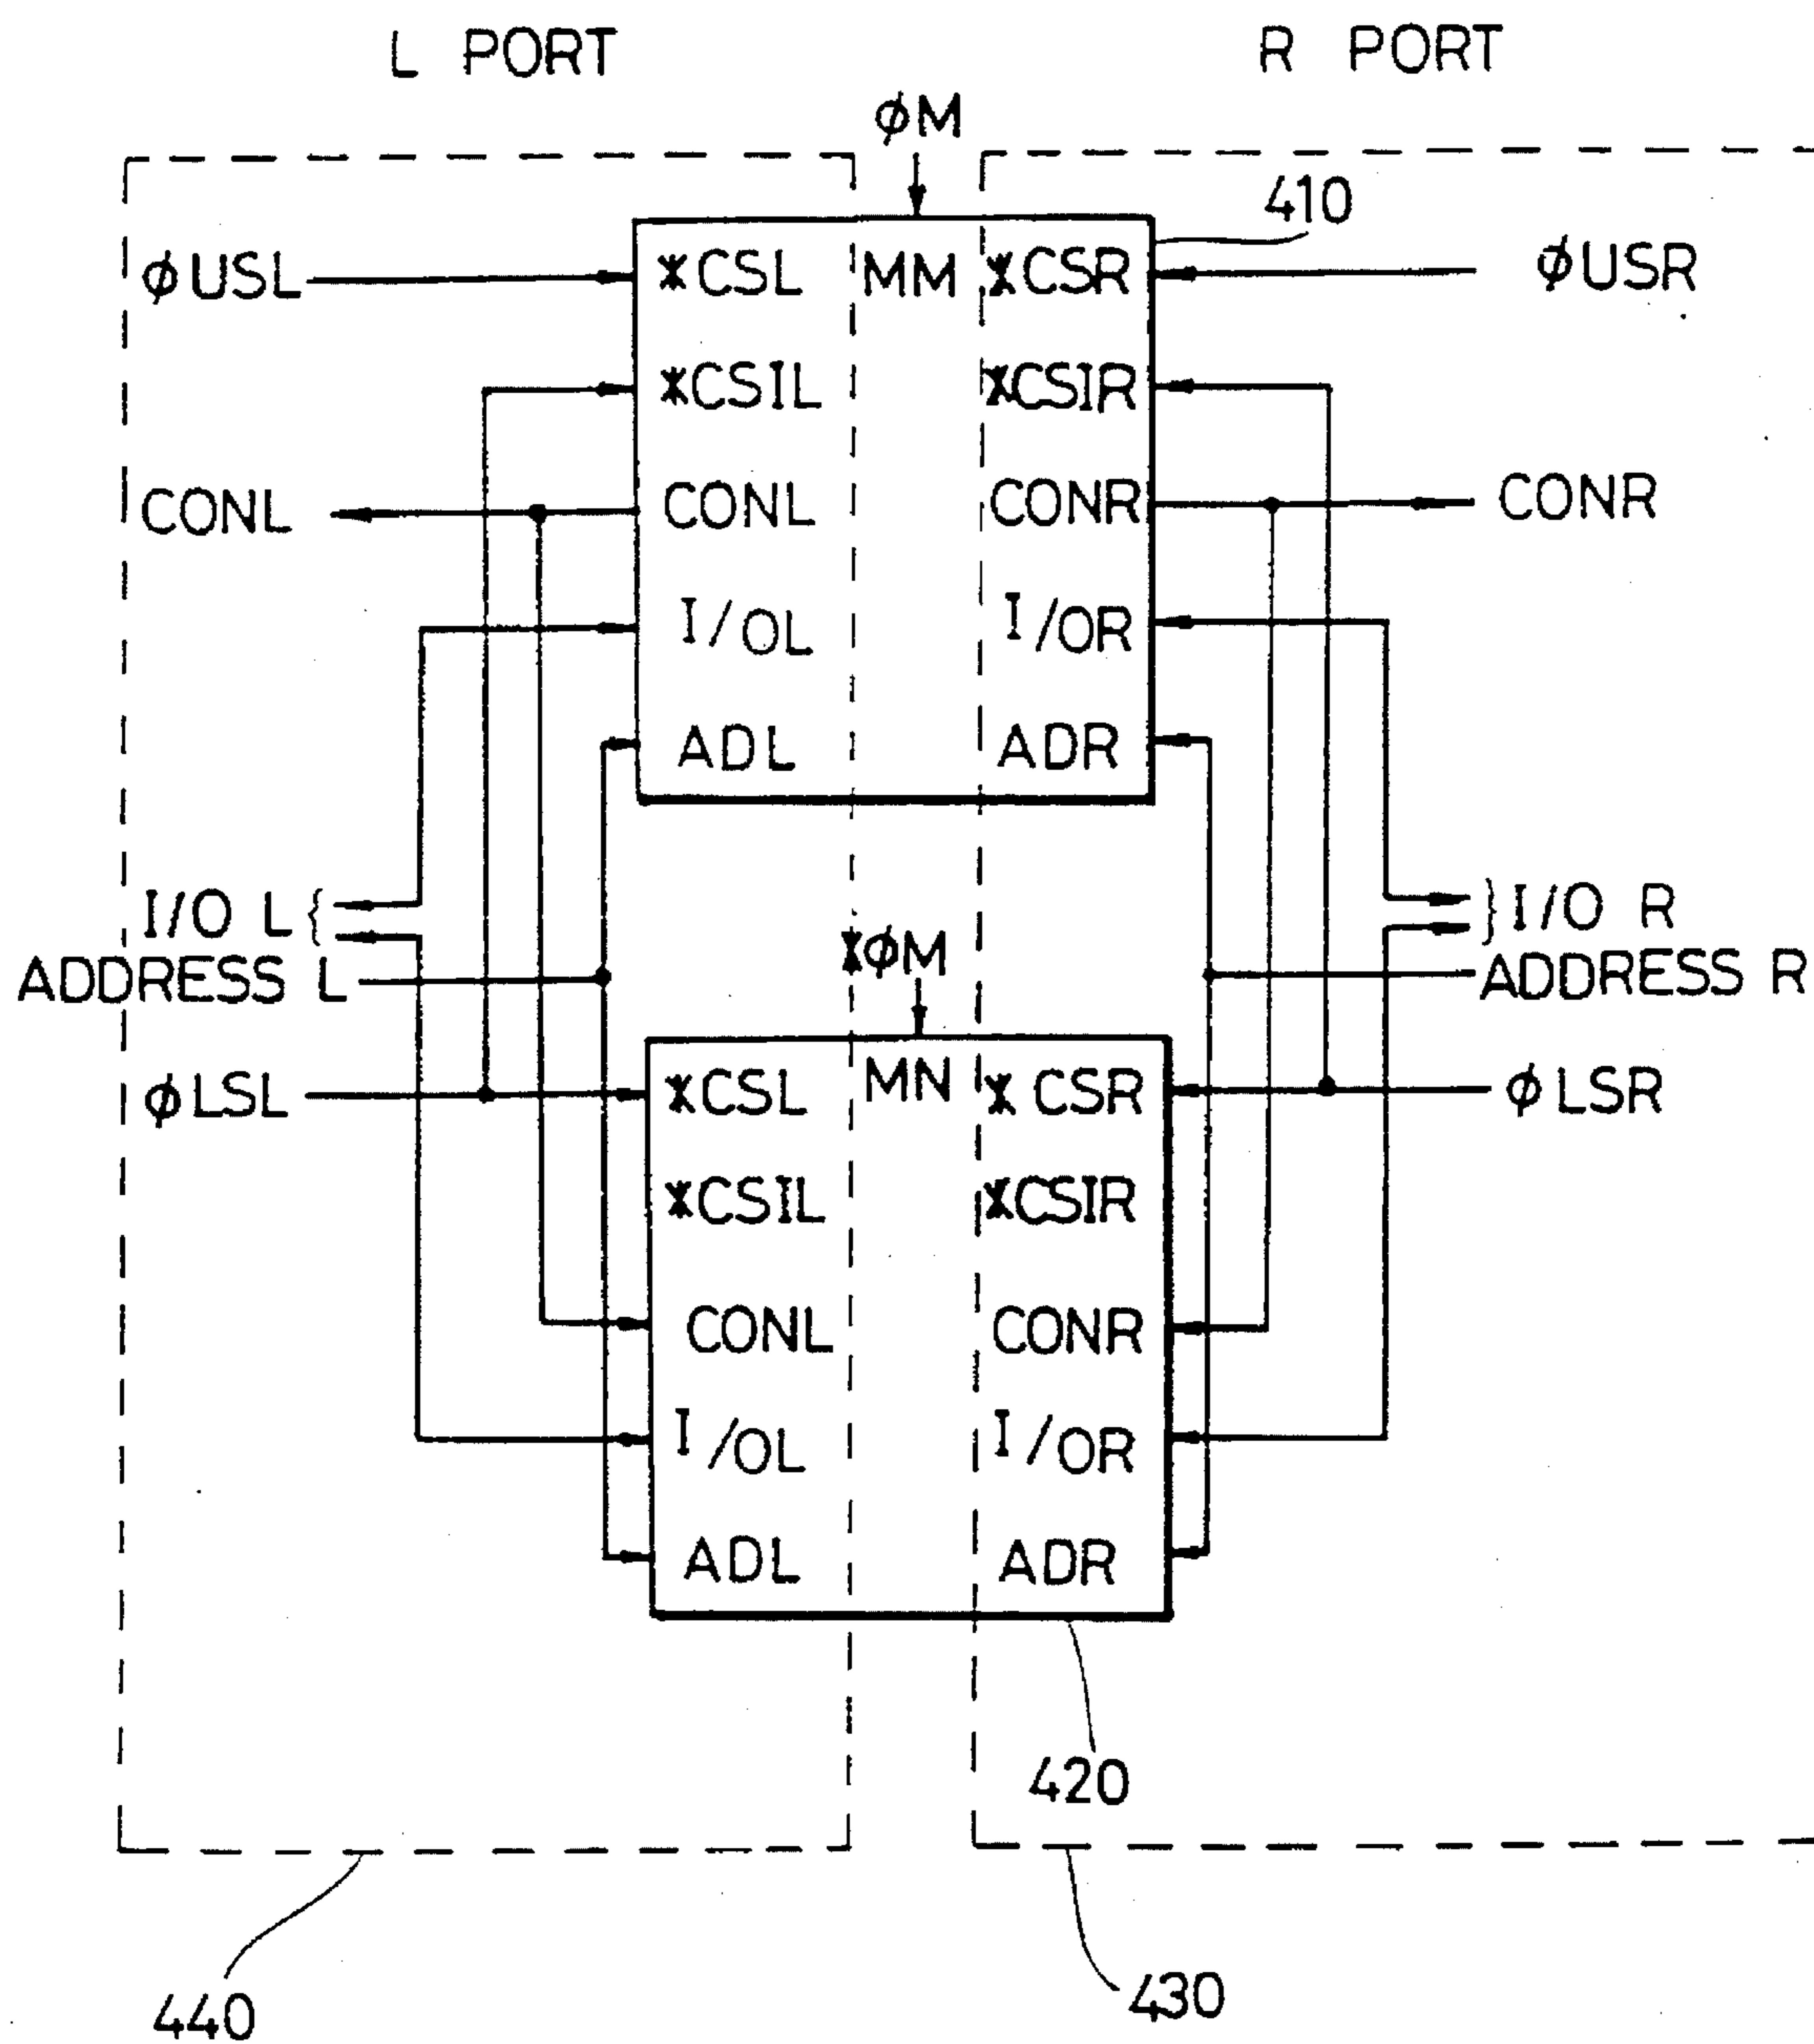 L PORT R PORT
φM
410
φUSL *CSL MM *CSR φUSR
*CSIL *CSIR
CONL CONL CONR CONR
I/OL I/OR
ADL ADR
I/O L { } I/O R
*φM
ADDRESS L ADDRESS R
φLSL *CSL MN *CSR φLSR
*CSIL *CSIR
CONL CONR
I/OL I/OR
ADL ADR
420
440 430